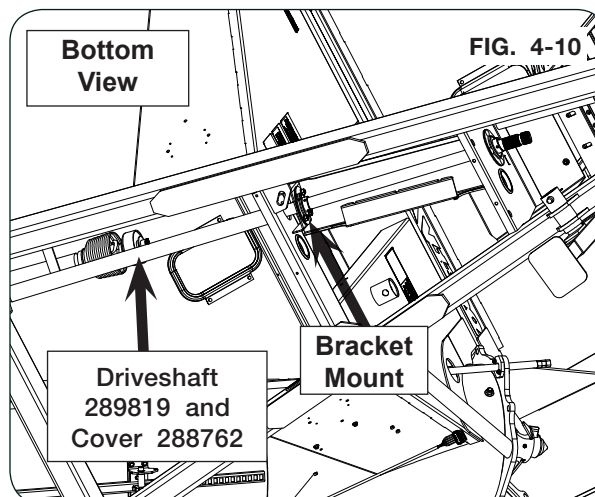 Bottom
View
FIG. 4-10
Driveshaft
289819 and
Cover 288762
Bracket
Mount